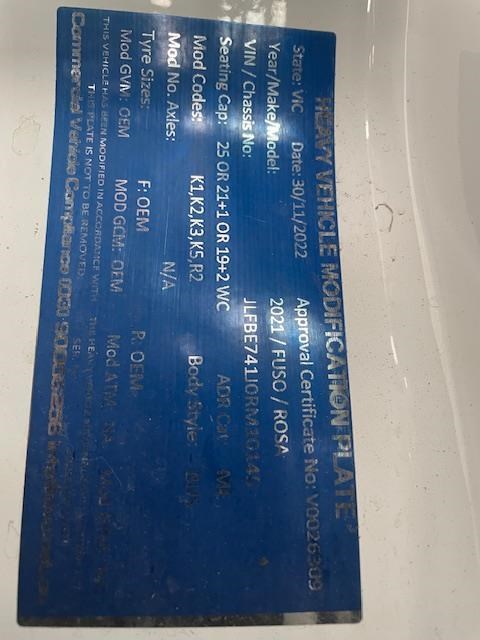 HEAVY VEHICLE MODIFICATION PLATE
State: VIC Date: 30/11/2022 Approval Certificate No: V0026309
Year/Make/Model: 2021 / FUSO / ROSA
VIN / Chassis No:
Seating Cap: 25 OR 21+1 OR 19+2 WC ADR Cat:
Mod Codes: K1,K2,K3,K5,R2 Body Style: - BUS
Mod No. Axles: N/A
Tyre Sizes: F: OEM R: OEM
Mod GVM: OEM MOD GCM: OEM Mod ATM:
THIS VEHICLE HAS BEEN MODIFIED IN ACCORDANCE WITH THE HEAVY VEHICLE
THIS PLATE IS NOT TO BE REMOVED.
Commercial Vehicle Compliance